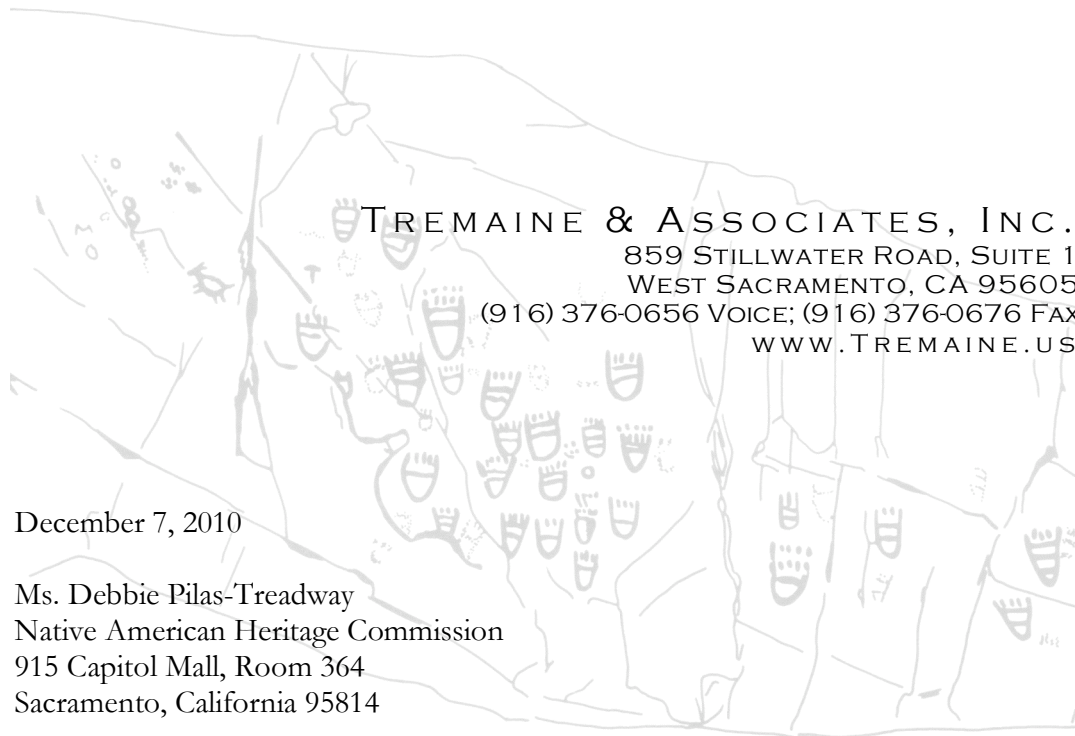 TREMAINE & ASSOCIATES, INC.
859 STILLWATER ROAD, SUITE 1
WEST SACRAMENTO, CA 95605
(916) 376-0656 VOICE; (916) 376-0676 FAX
WWW.TREMAINE.US
December 7, 2010
Ms. Debbie Pilas-Treadway
Native American Heritage Commission
915 Capitol Mall, Room 364
Sacramento, California 95814